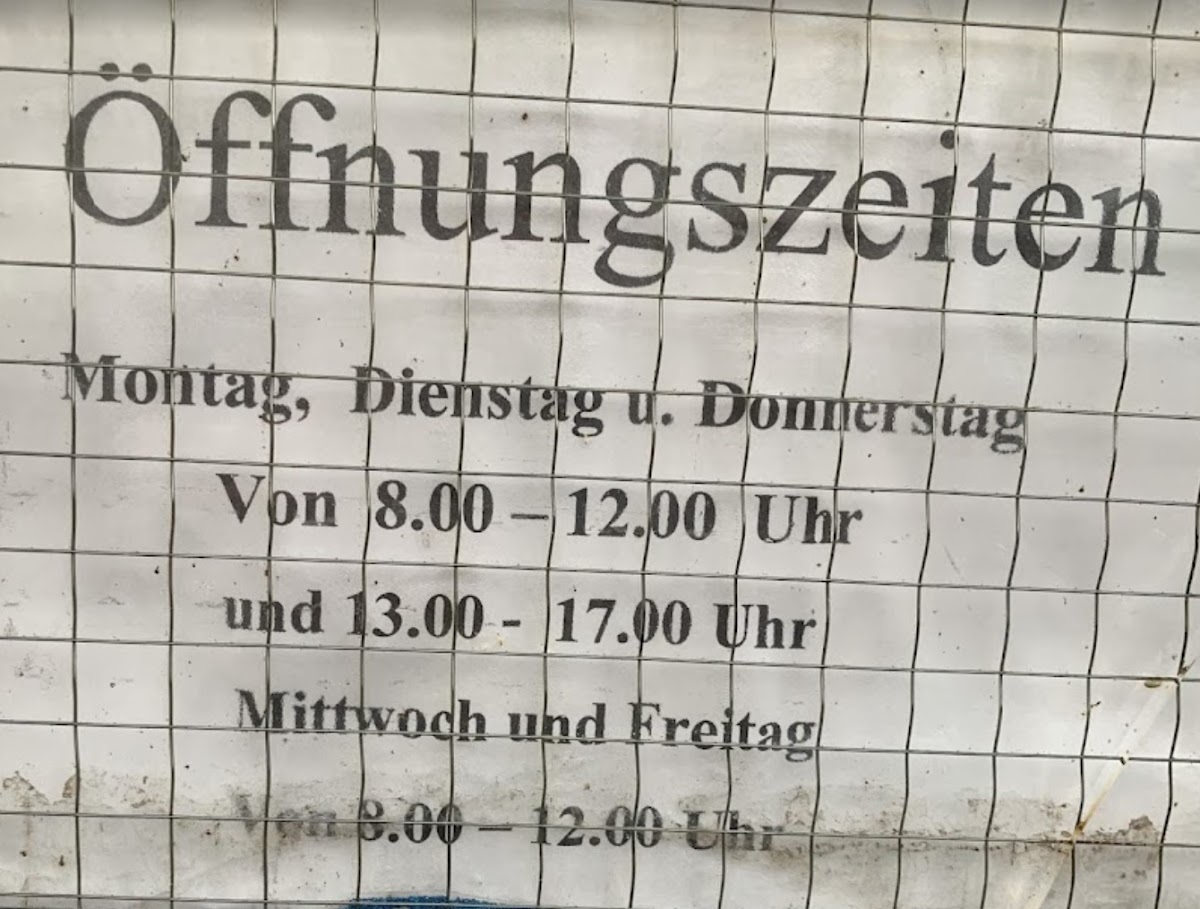 Öffnungszeiten
Montag, Dienstag u. Donnerstag
Von 8.00 – 12.00 Uhr
und 13.00 - 17.00 Uhr
Mittwoch und Freitag
Von 8.00 – 12.00 Uhr